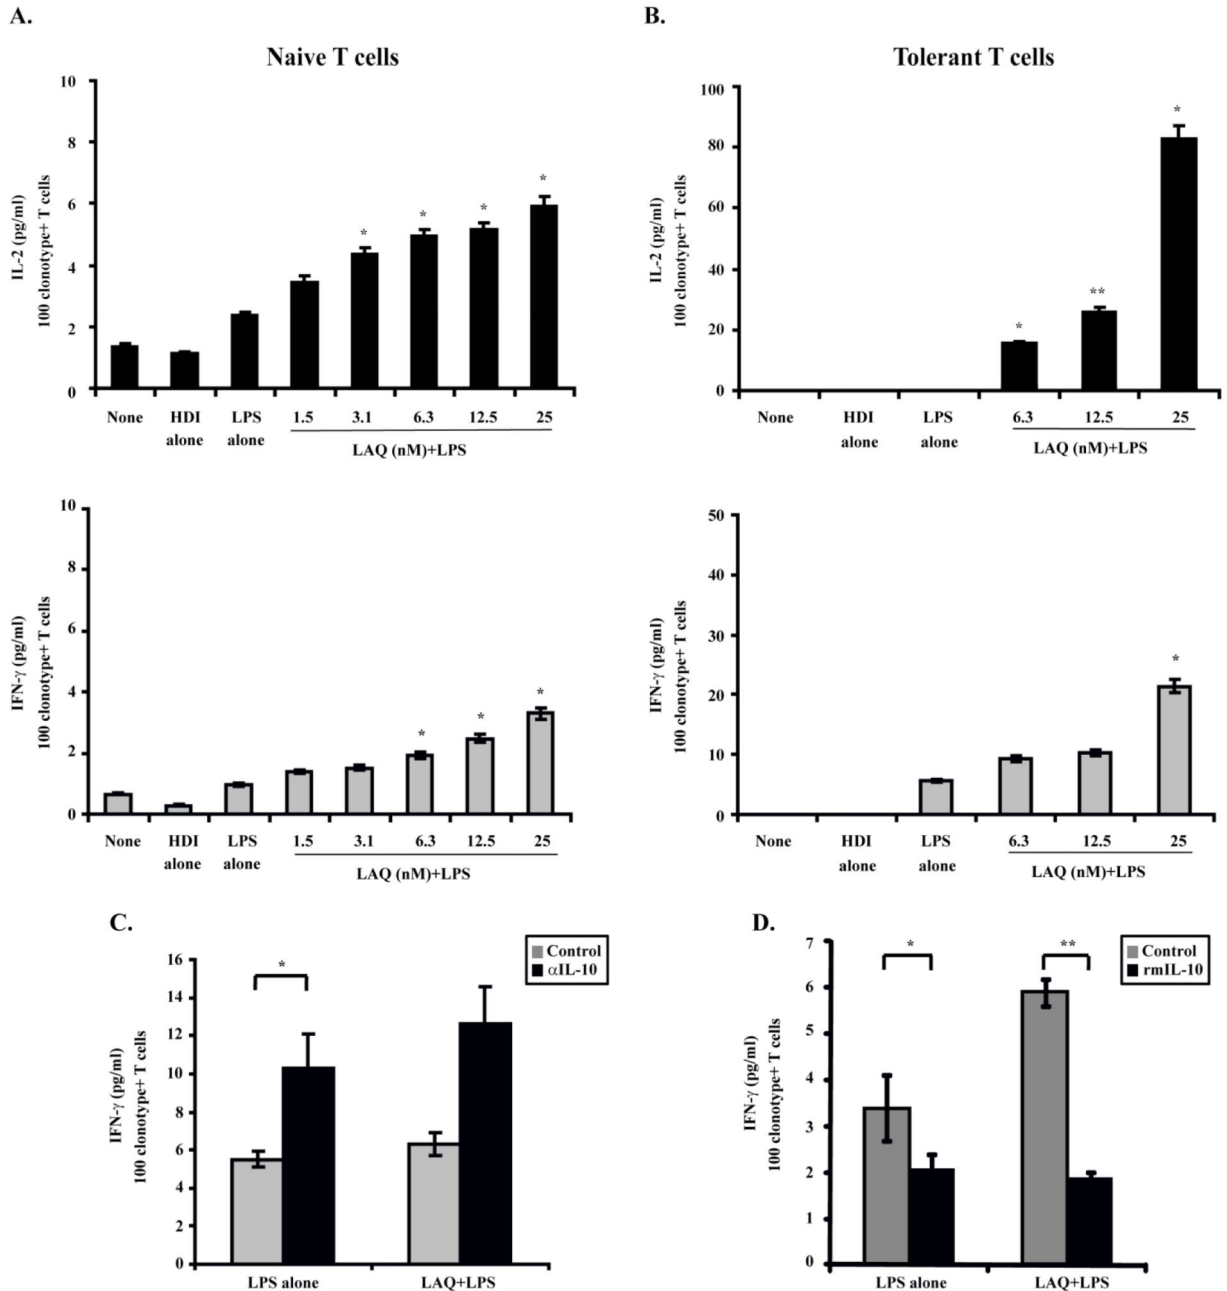 A.
Naive T cells
IL-2 (pg/ml)
100 clonotype+ T cells
10
8
6
4
2
0
*
*
*
*
None
HDI
alone
LPS
alone
1.5
3.1
6.3
12.5
25
LAQ (nM)+LPS
B.
Tolerant T cells
IL-2 (pg/ml)
100 clonotype+ T cells
100
80
60
40
20
0
*
**
*
None
HDI
alone
LPS
alone
6.3
12.5
25
LAQ (nM)+LPS
IFN-γ (pg/ml)
100 clonotype+ T cells
10
8
6
4
2
0
*
*
*
None
HDI
alone
LPS
alone
1.5
3.1
6.3
12.5
25
LAQ (nM)+LPS
IFN-γ (pg/ml)
100 clonotype+ T cells
50
40
30
20
10
0
*
None
HDI
alone
LPS
alone
6.3
12.5
25
LAQ (nM)+LPS
C.
Control
αIL-10
IFN-γ (pg/ml)
100 clonotype+ T cells
16
14
12
10
8
6
4
2
0
*
LPS alone
LAQ+LPS
D.
Control
rmIL-10
IFN-γ (pg/ml)
100 clonotype+ T cells
7
6
5
4
3
2
1
0
*
**
LPS alone
LAQ+LPS